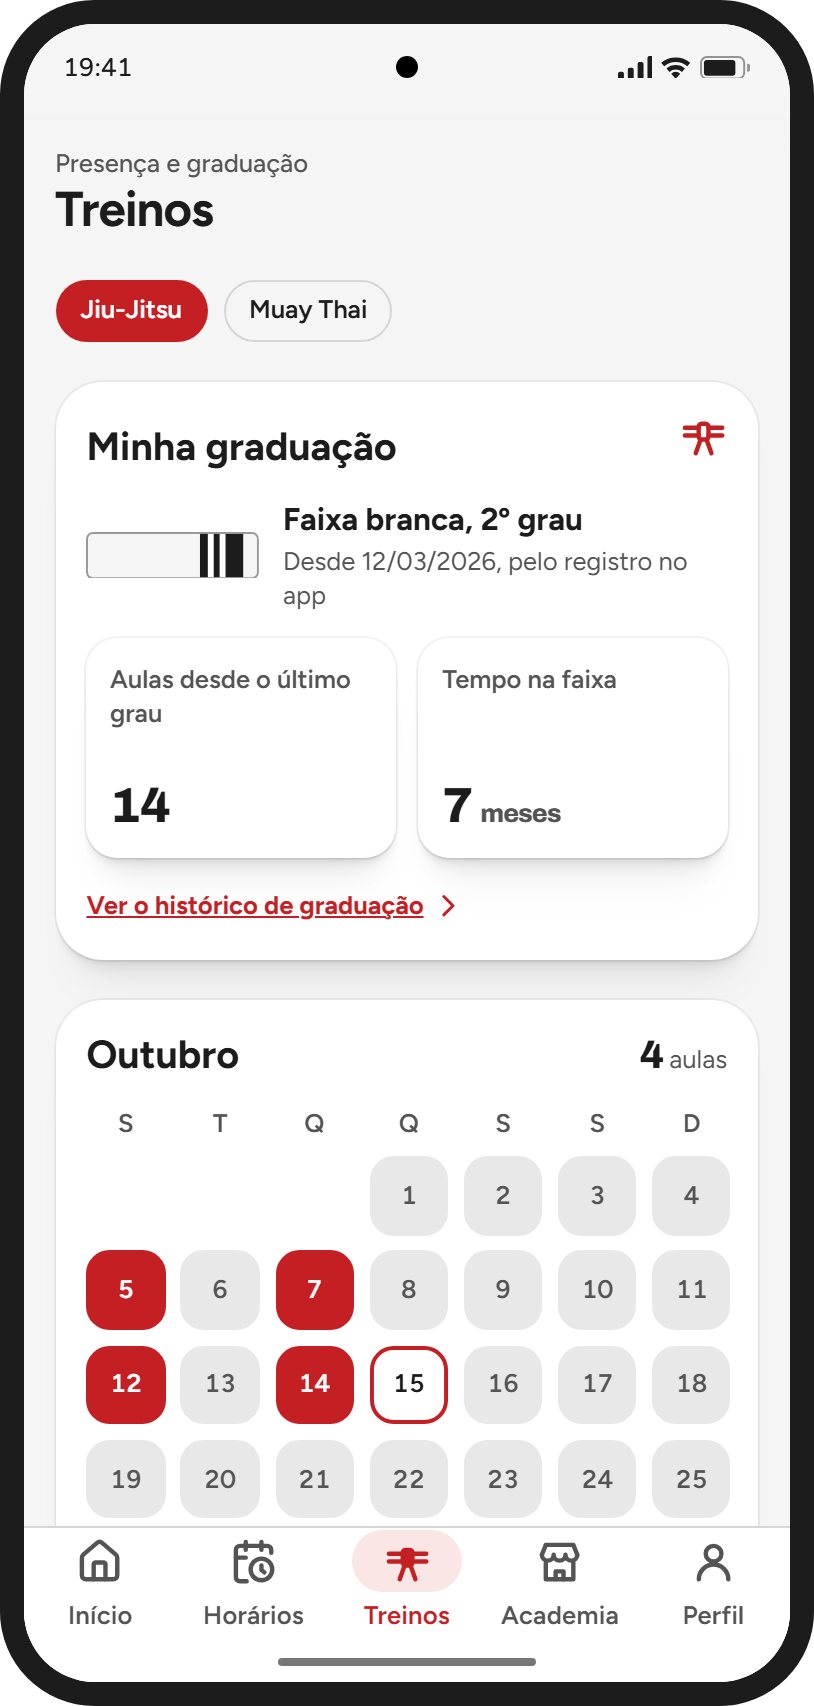 19:41
Presença e graduação
Treinos
Jiu-Jitsu
Muay Thai
Minha graduação
Faixa branca, 2º grau
Desde 12/03/2026, pelo registro no
app
Aulas desde o último
grau
14
Tempo na faixa
7 meses
Ver o histórico de graduação
Outubro
4 aulas
S T Q Q S S D
1 2 3 4
5 6 7 8 9 10 11
12 13 14 15 16 17 18
19 20 21 22 23 24 25
Início Horários Treinos Academia Perfil